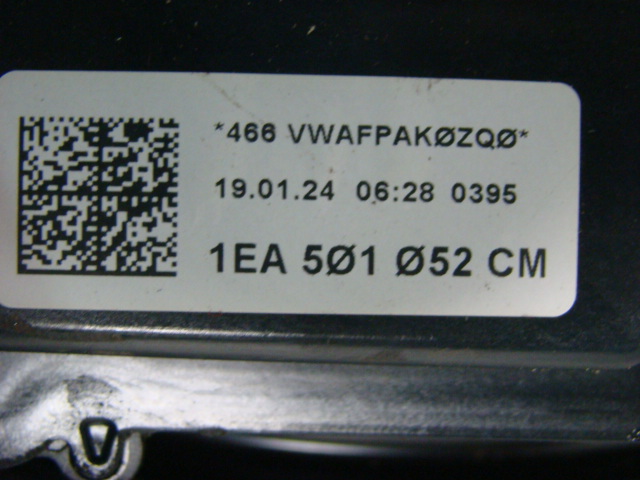 *466 VWAFPAKØZQØ*
19.01.24 06:28 0395
1EA 5Ø1 Ø52 CM